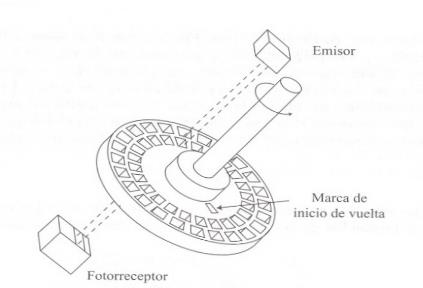 Emisor
Marca de
inicio de vuelta
Fotorreceptor